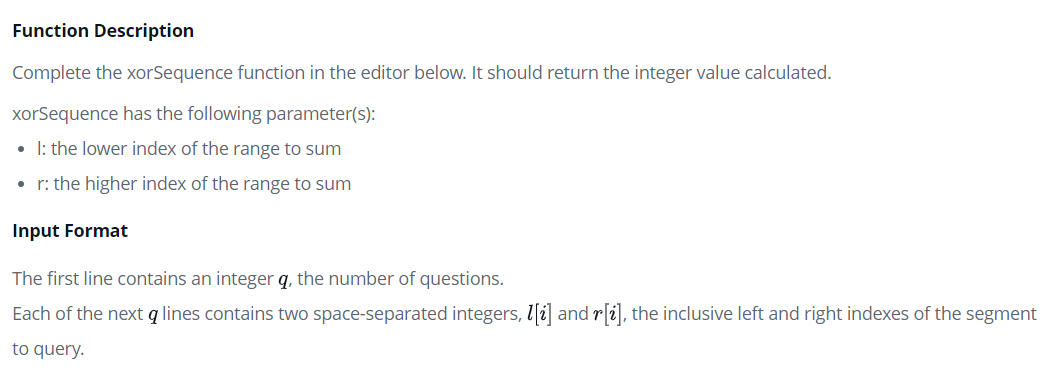 Function Description
Complete the xorSequence function in the editor below. It should return the integer value calculated.
xorSequence has the following parameter(s):
• l: the lower index of the range to sum
• r: the higher index of the range to sum
Input Format
The first line contains an integer q, the number of questions.
Each of the next q lines contains two space-separated integers, l[i] and r[i], the inclusive left and right indexes of the segment
to query.